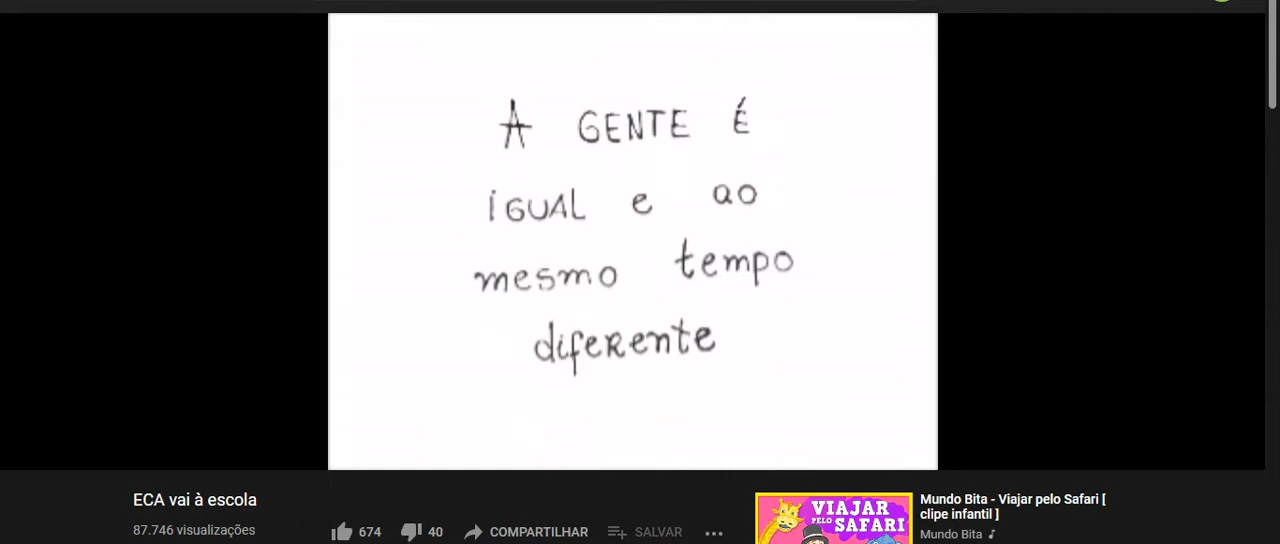 A GENTE É
IGUAL e ao
mesmo tempo
diferente
ECA vai à escola
87.746 visualizações
674
40
COMPARTILHAR
SALVAR
VIAJAR
PELO SAFARI
Mundo Bita - Viajar pelo Safari [
clipe infantil ]
Mundo Bita